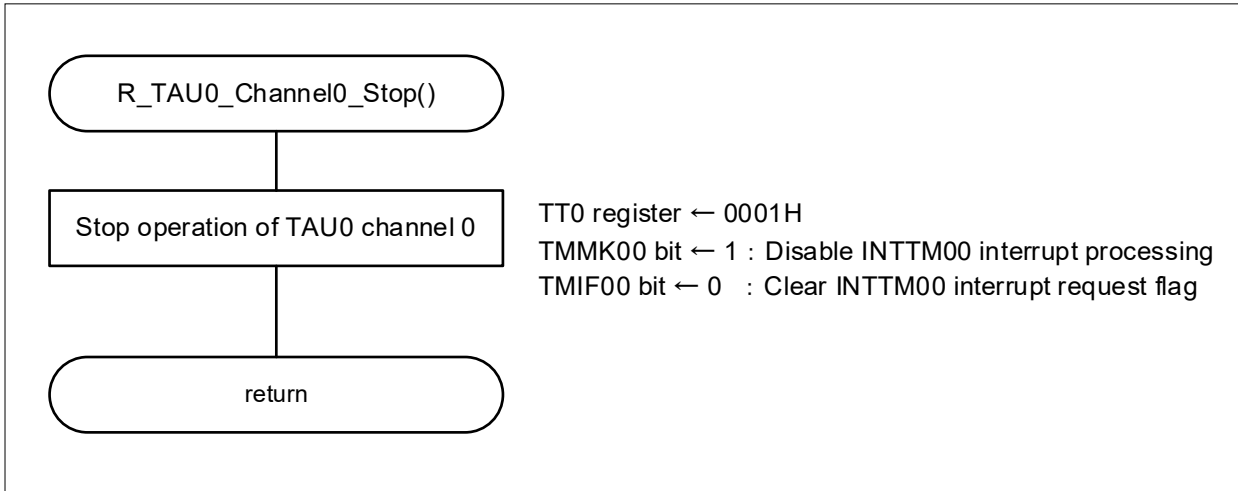 R_TAU0_Channel0_Stop()
Stop operation of TAU0 channel 0
TT0 register ← 0001H
TMMK00 bit ← 1 : Disable INTTM00 interrupt processing
TMIF00 bit ← 0 : Clear INTTM00 interrupt request flag
return